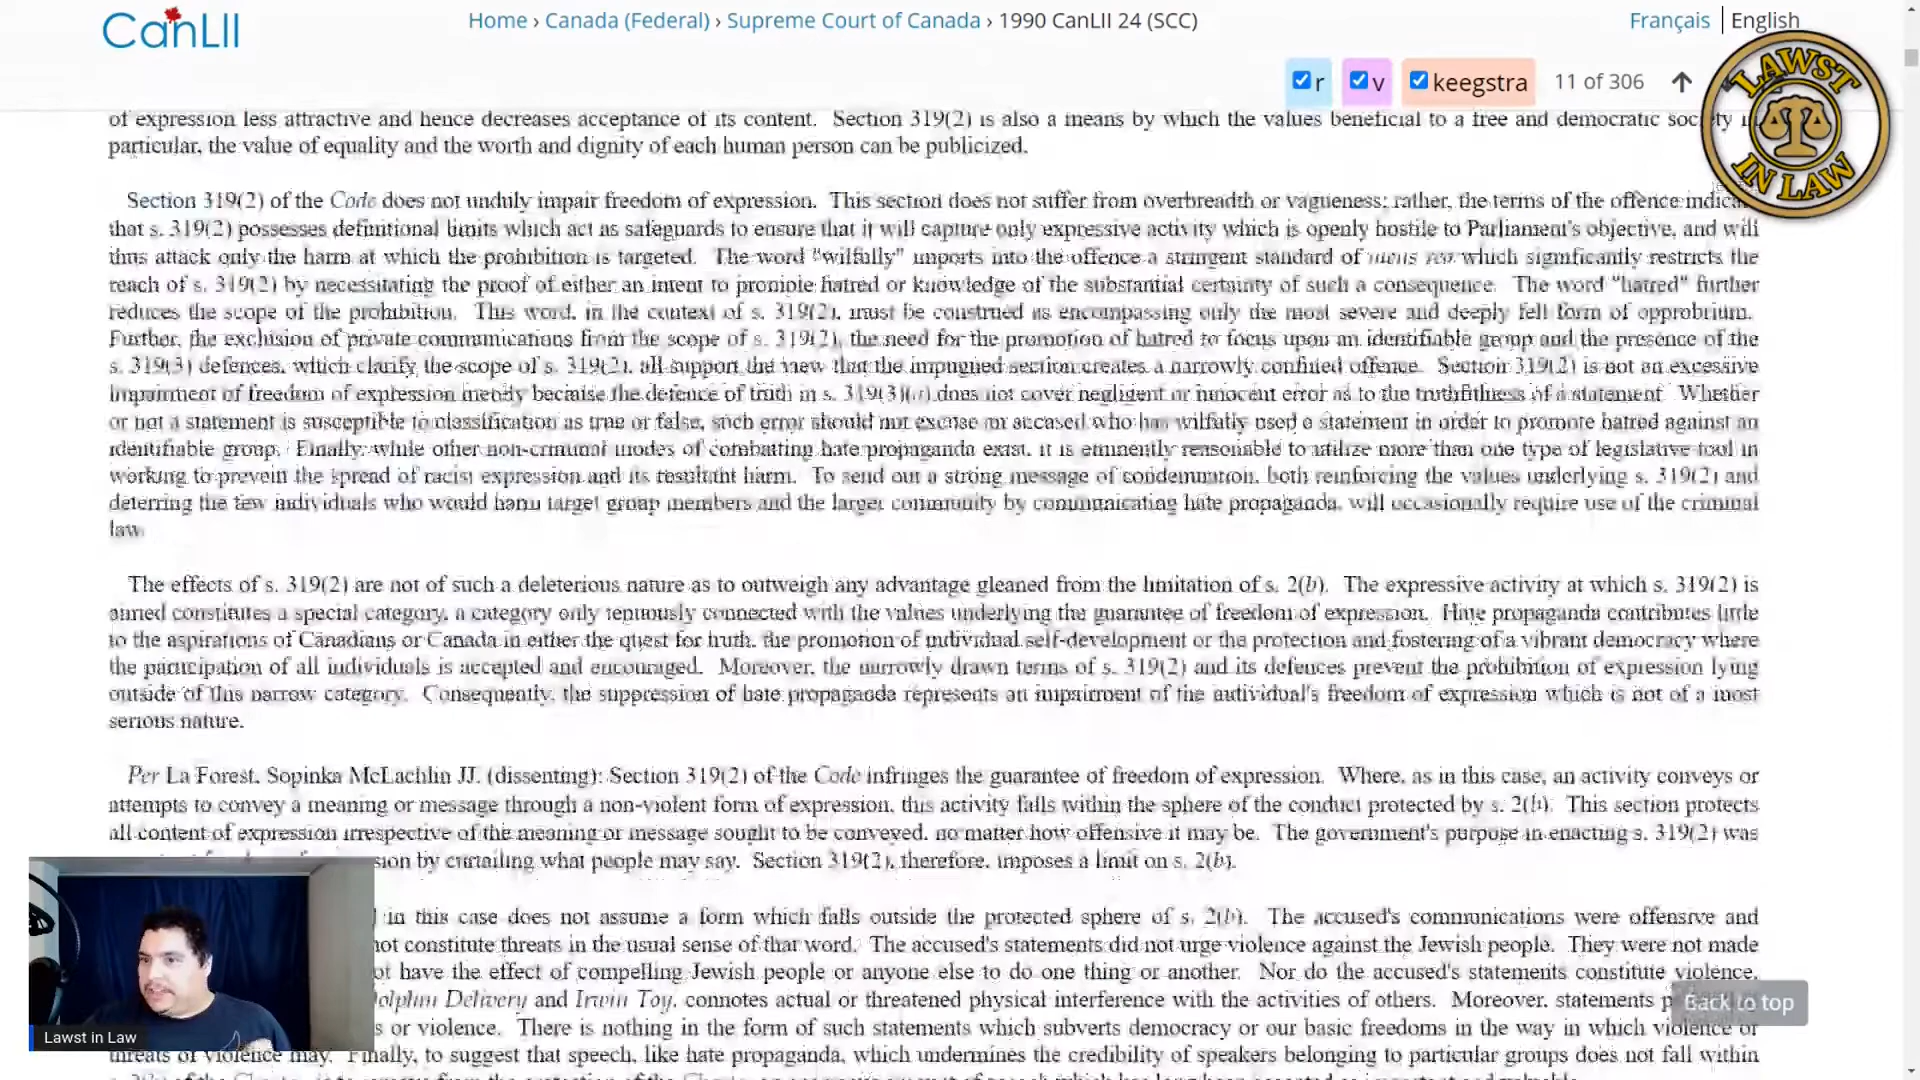 CanLII
Home › Canada (Federal) › Supreme Court of Canada › 1990 CanLII 24 (SCC)
Français | English
r v keegstra 11 of 306
LAWST IN LAW
of expression less attractive and hence decreases acceptance of its content. Section 319(2) is also a means by which the values beneficial to a free and democratic society in
particular, the value of equality and the worth and dignity of each human person can be publicized.
Section 319(2) of the Code does not unduly impair freedom of expression. This section does not suffer from overbreadth or vagueness; rather, the terms of the offence indicate
that s. 319(2) possesses definitional limits which act as safeguards to ensure that it will capture only expressive activity which is openly hostile to Parliament's objective, and will
thus attack only the harm at which the prohibition is targeted. The word "wilfully" imports into the offence a stringent standard of mens rea which significantly restricts the
reach of s. 319(2) by necessitating the proof of either an intent to promote hatred or knowledge of the substantial certainty of such a consequence. The word "hatred" further
reduces the scope of the prohibition. This word, in the context of s. 319(2), must be construed as encompassing only the most severe and deeply felt form of opprobrium.
Further, the exclusion of private communications from the scope of s. 319(2), the need for the promotion of hatred to focus upon an identifiable group and the presence of the
s. 319(3) defences, which clarify the scope of s. 319(2), all support the view that the impugned section creates a narrowly confined offence. Section 319(2) is not an excessive
impairment of freedom of expression merely because the defence of truth in s. 319(3)(a) does not cover negligent or innocent error as to the truthfulness of a statement. Whether
or not a statement is susceptible to classification as true or false, such error should not excuse an accused who has wilfully used a statement in order to promote hatred against an
identifiable group. Finally, while other non-criminal modes of combatting hate propaganda exist, it is eminently reasonable to utilize more than one type of legislative tool in
working to prevent the spread of racist expression and its resultant harm. To send out a strong message of condemnation, both reinforcing the values underlying s. 319(2) and
deterring the few individuals who would harm target group members and the larger community by communicating hate propaganda, will occasionally require use of the criminal
law.
The effects of s. 319(2) are not of such a deleterious nature as to outweigh any advantage gleaned from the limitation of s. 2(b). The expressive activity at which s. 319(2) is
aimed constitutes a special category, a category only tenuously connected with the values underlying the guarantee of freedom of expression. Hate propaganda contributes little
to the aspirations of Canadians or Canada in either the quest for truth, the promotion of individual self-development or the protection and fostering of a vibrant democracy where
the participation of all individuals is accepted and encouraged. Moreover, the narrowly drawn terms of s. 319(2) and its defences prevent the prohibition of expression lying
outside of this narrow category. Consequently, the suppression of hate propaganda represents an impairment of the individual's freedom of expression which is not of a most
serious nature.
Per La Forest, Sopinka McLachlin JJ. (dissenting): Section 319(2) of the Code infringes the guarantee of freedom of expression. Where, as in this case, an activity conveys or
attempts to convey a meaning or message through a non-violent form of expression, this activity falls within the sphere of the conduct protected by s. 2(b). This section protects
all content of expression irrespective of the meaning or message sought to be conveyed, no matter how offensive it may be. The government's purpose in enacting s. 319(2) was
sion by curtailing what people may say. Section 319(2), therefore, imposes a limit on s. 2(b).
in this case does not assume a form which falls outside the protected sphere of s. 2(b). The accused's communications were offensive and
not constitute threats in the usual sense of that word. The accused's statements did not urge violence against the Jewish people. They were not made
ot have the effect of compelling Jewish people or anyone else to do one thing or another. Nor do the accused's statements constitute violence.
olphin Delivery and Irwin Toy, connotes actual or threatened physical interference with the activities of others. Moreover, statements p
Back to top
s or violence. There is nothing in the form of such statements which subverts democracy or our basic freedoms in the way in which violence or
Lawst in Law
threats of violence may. Finally, to suggest that speech, like hate propaganda, which undermines the credibility of speakers belonging to particular groups does not fall within